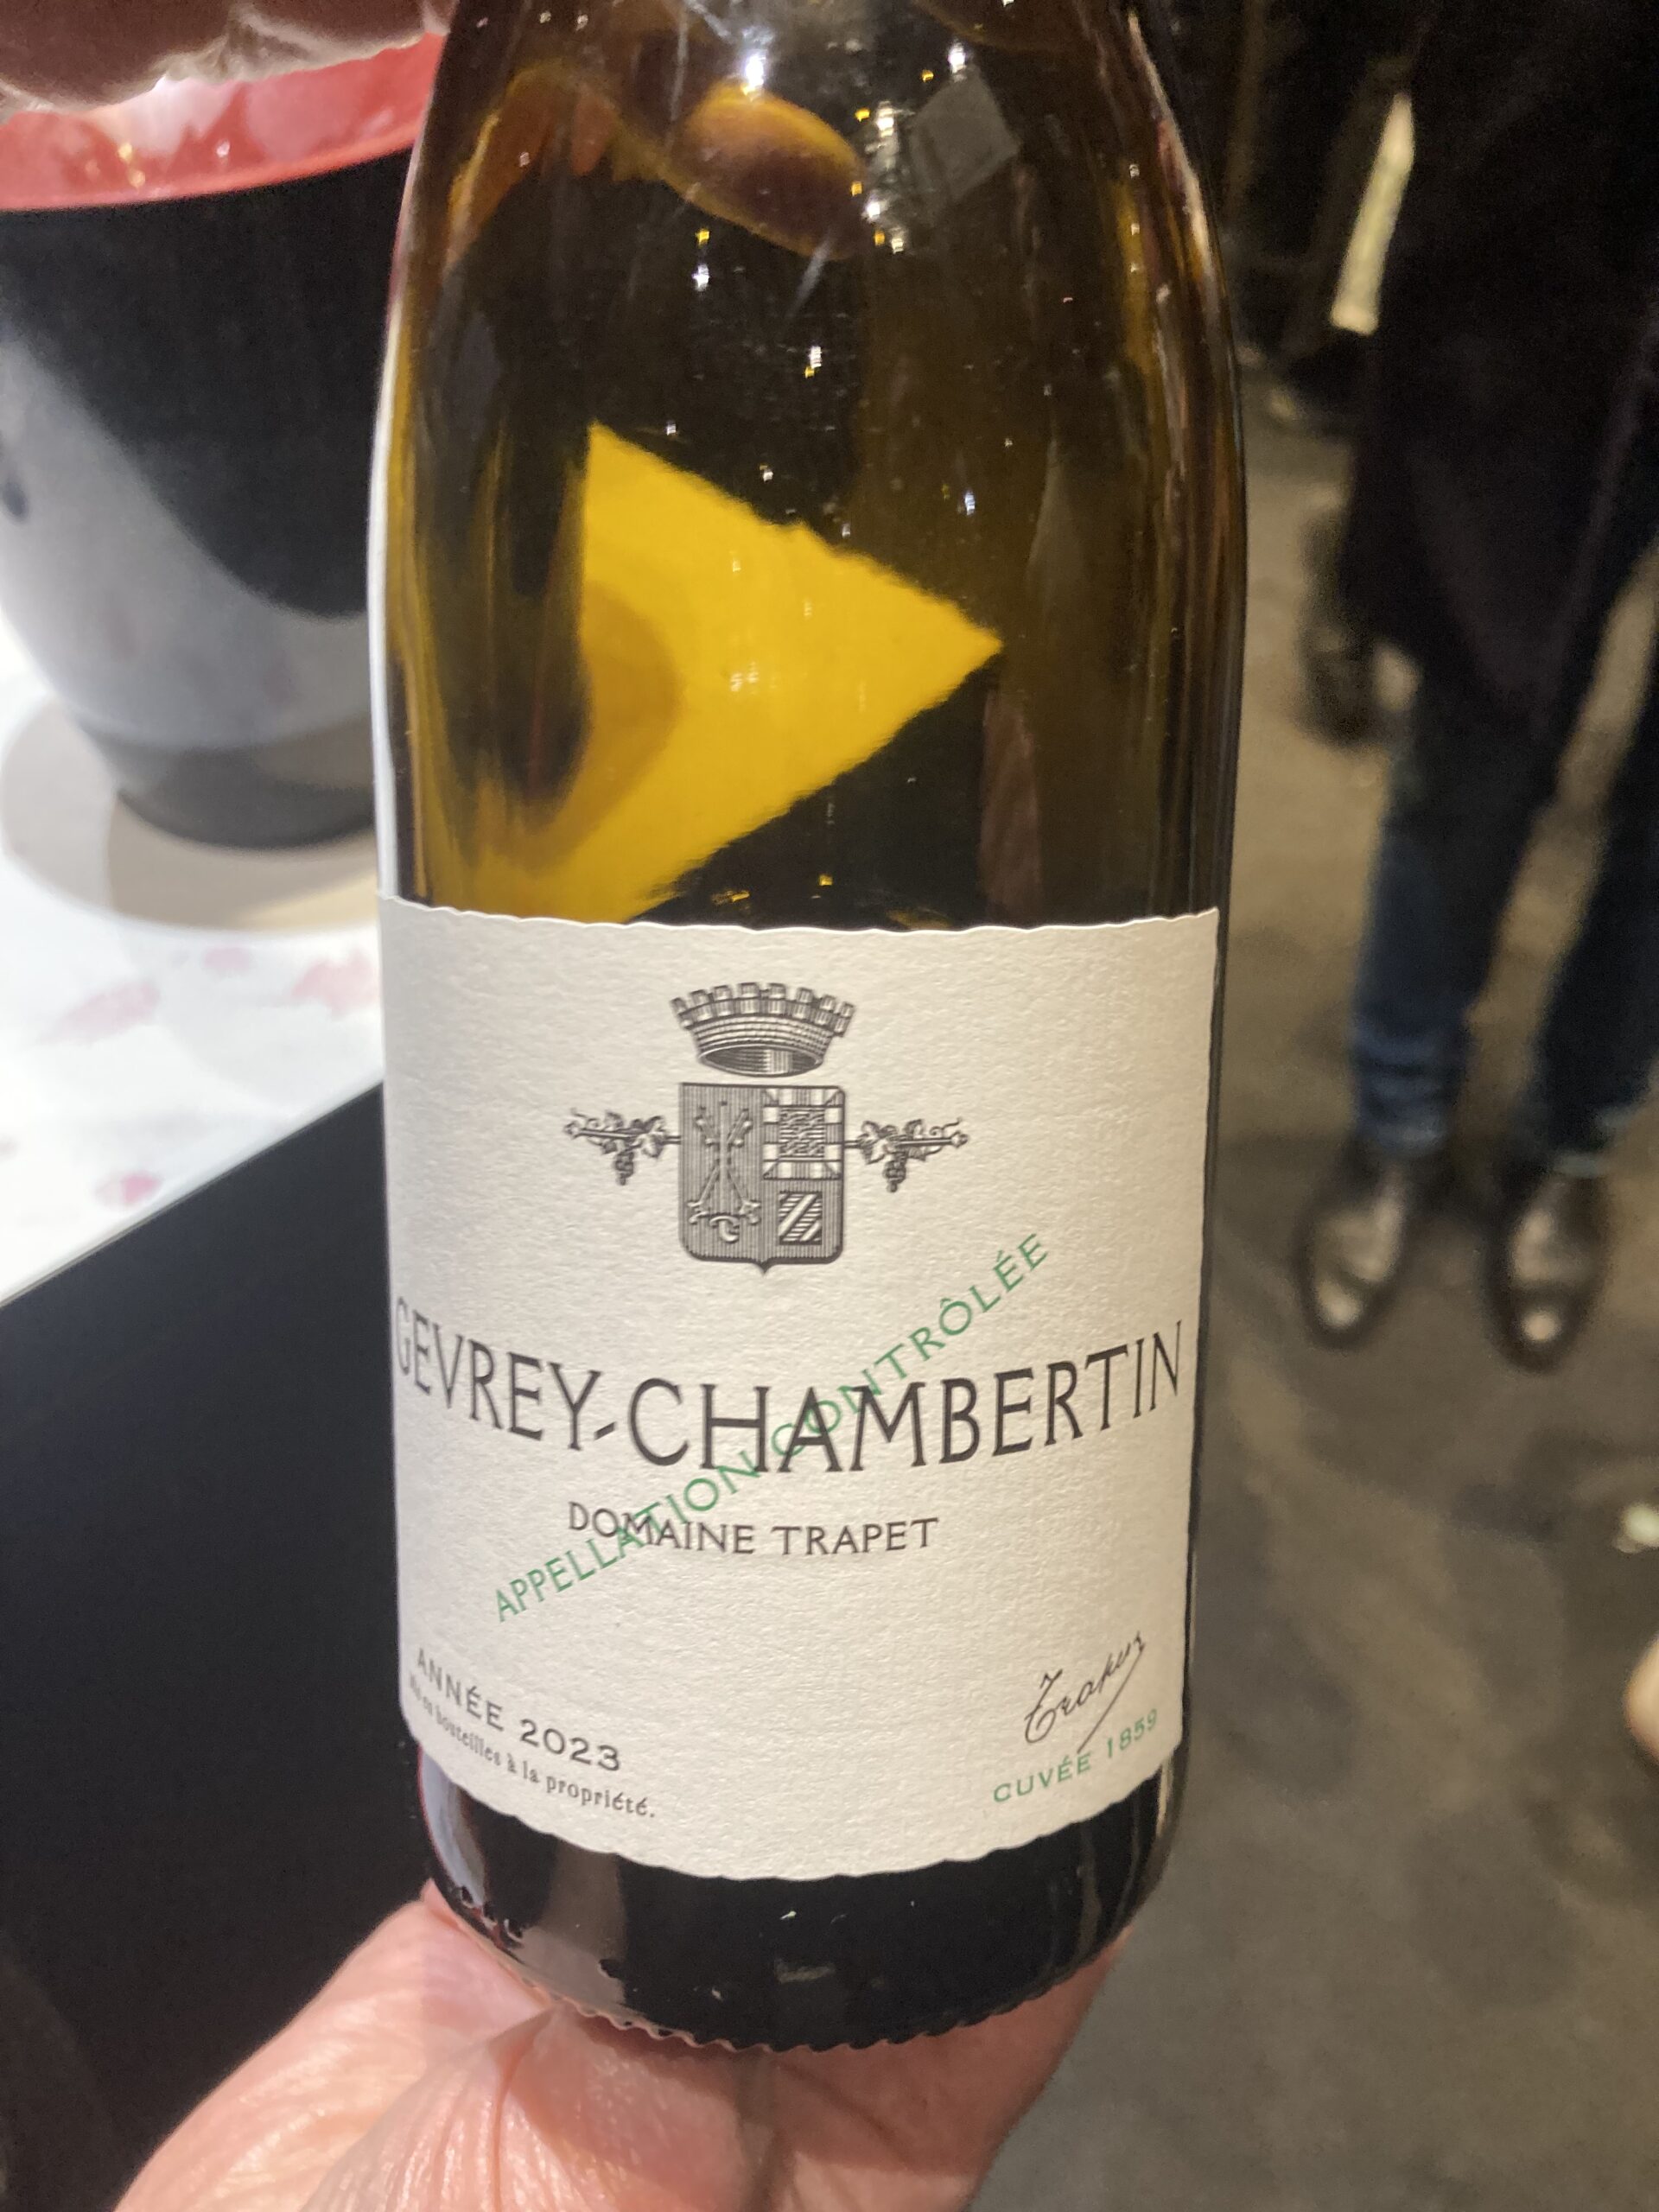 APPELLATION CONTRÔLÉE
GEVREY-CHAMBERTIN
DOMAINE TRAPET
ANNÉE 2023
Mis en bouteilles à la propriété.
Trapet
CUVÉE 1859